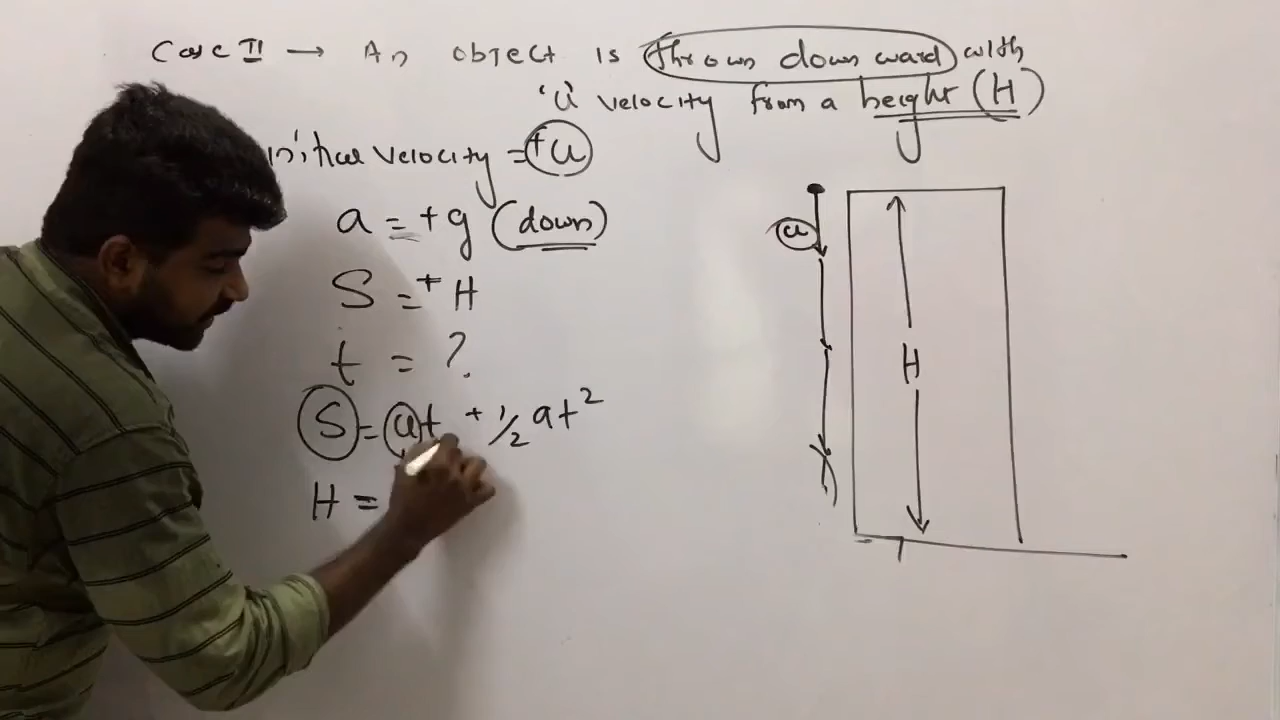 Case II → An object is thrown downward with
'u' velocity from a height (H)
initial velocity = +u
a = +g (down)
S = + H
t = ?
S = ut + 1/2 at²
H =
u
H